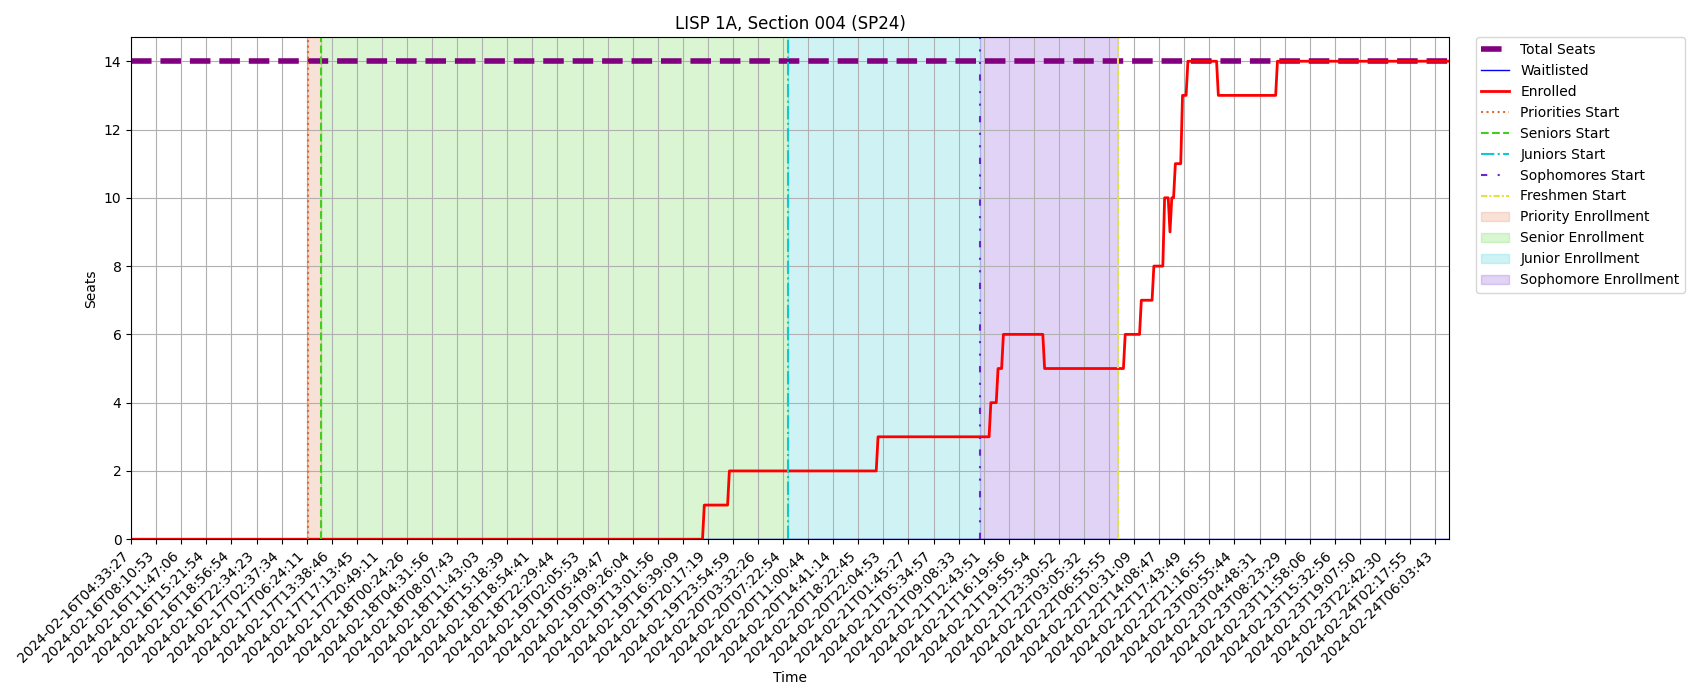 LISP 1A, Section 004 (SP24)
Seats
14
12
10
8
6
4
2
0
2024-02-16T04:33:27
2024-02-16T08:10:53
2024-02-16T11:47:06
2024-02-16T15:21:54
2024-02-16T18:56:54
2024-02-16T22:34:23
2024-02-17T02:37:34
2024-02-17T06:24:11
2024-02-17T13:38:46
2024-02-17T17:13:45
2024-02-17T20:49:11
2024-02-18T00:24:26
2024-02-18T04:31:56
2024-02-18T08:07:43
2024-02-18T11:43:03
2024-02-18T15:18:39
2024-02-18T18:54:41
2024-02-18T22:29:44
2024-02-19T02:05:53
2024-02-19T05:49:47
2024-02-19T09:26:04
2024-02-19T13:01:56
2024-02-19T16:39:09
2024-02-19T20:17:19
2024-02-19T23:54:59
2024-02-20T03:32:26
2024-02-20T07:22:54
2024-02-20T11:00:44
2024-02-20T14:41:14
2024-02-20T18:22:45
2024-02-20T22:04:53
2024-02-21T01:45:27
2024-02-21T05:34:57
2024-02-21T09:08:33
2024-02-21T12:43:51
2024-02-21T16:19:56
2024-02-21T19:55:54
2024-02-21T23:30:52
2024-02-22T03:05:32
2024-02-22T06:55:55
2024-02-22T10:31:09
2024-02-22T14:08:47
2024-02-22T17:43:49
2024-02-22T21:16:55
2024-02-23T00:55:44
2024-02-23T04:48:31
2024-02-23T08:23:29
2024-02-23T11:58:06
2024-02-23T15:32:56
2024-02-23T19:07:50
2024-02-23T22:42:30
2024-02-24T02:17:55
2024-02-24T06:03:43
Time
Total Seats
Waitlisted
Enrolled
Priorities Start
Seniors Start
Juniors Start
Sophomores Start
Freshmen Start
Priority Enrollment
Senior Enrollment
Junior Enrollment
Sophomore Enrollment